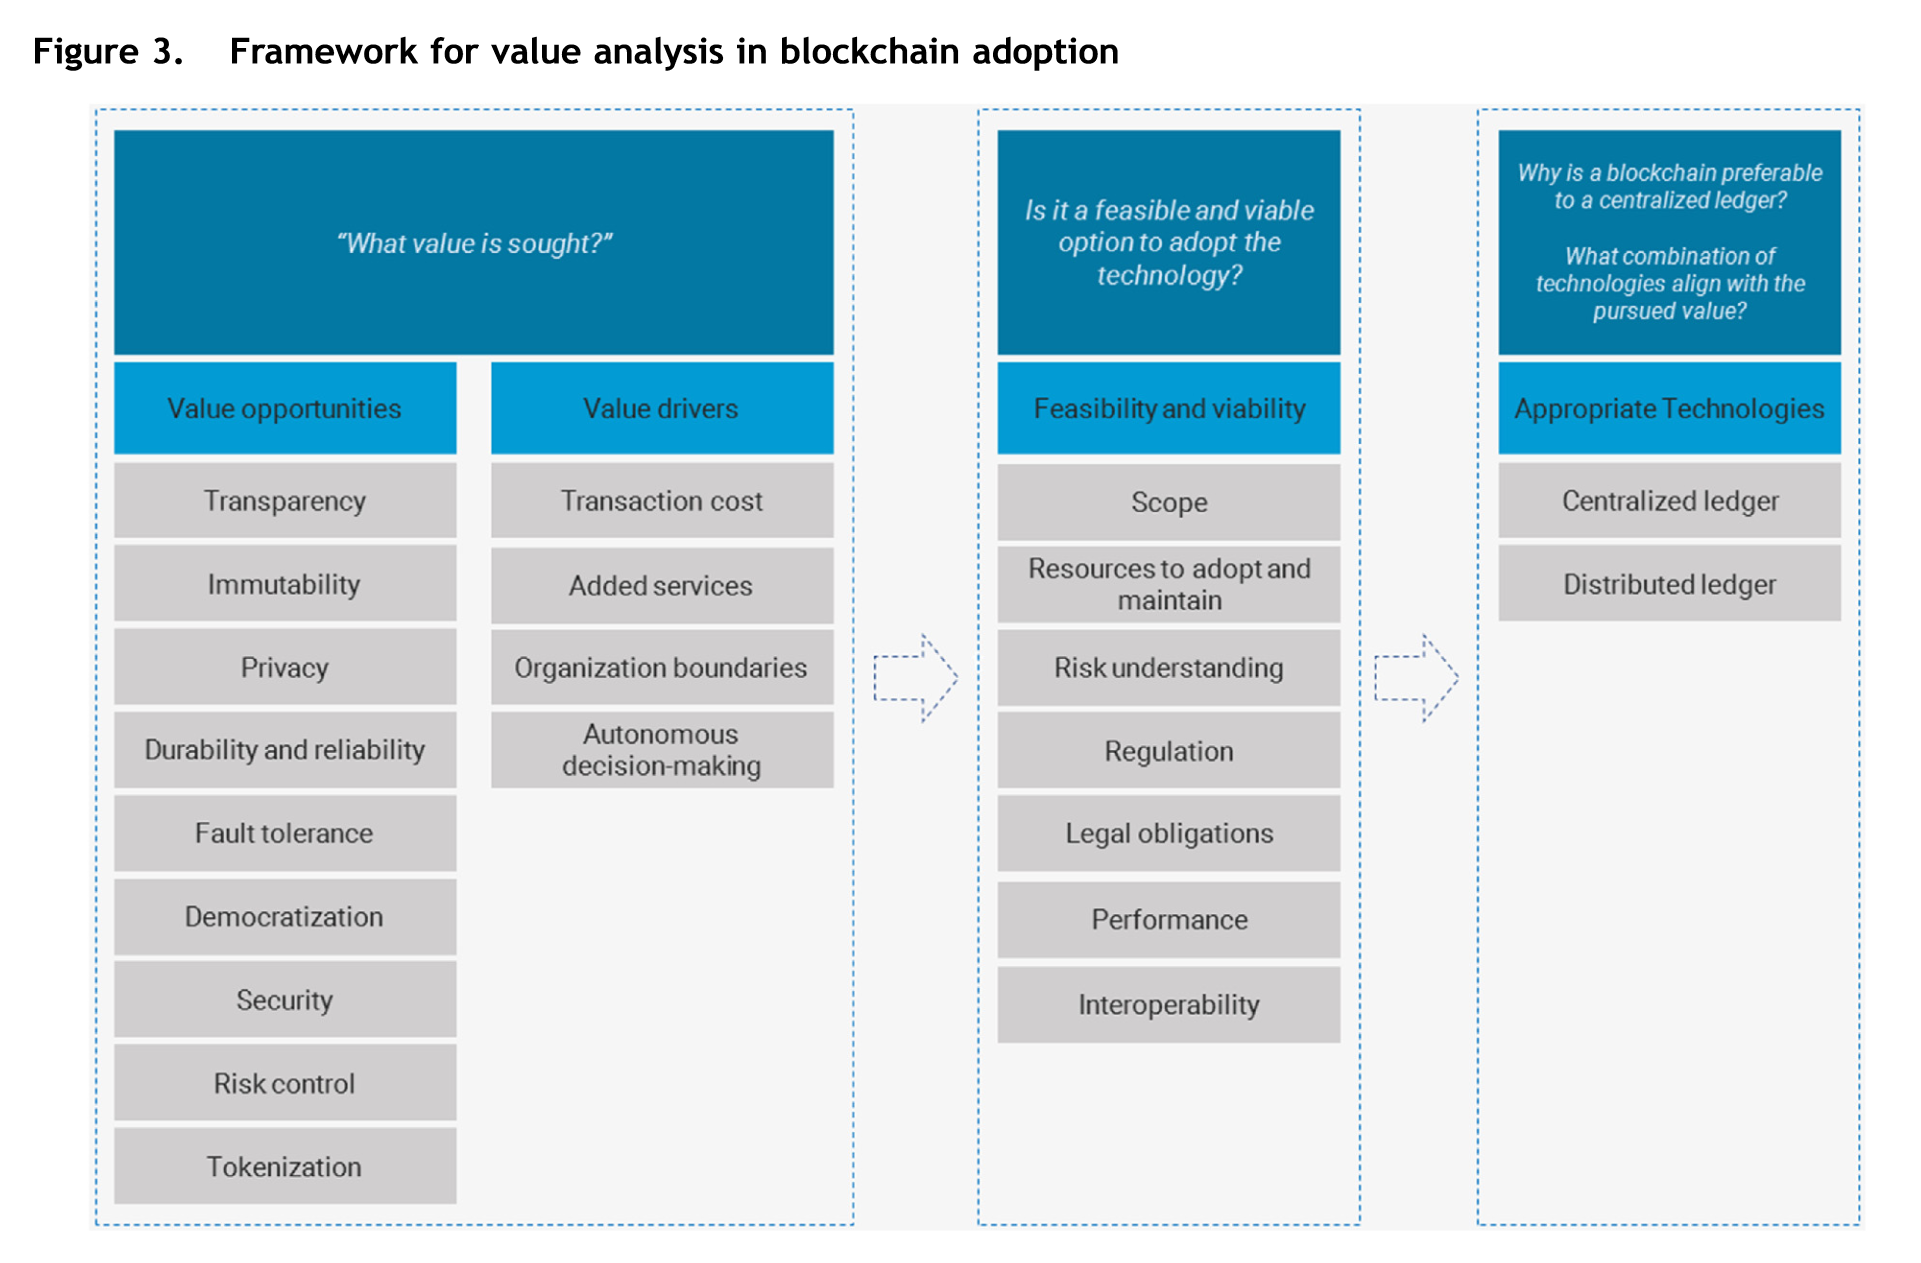 Figure 3. Framework for value analysis in blockchain adoption
“What value is sought?”
Value opportunities
Transparency
Immutability
Privacy
Durability and reliability
Fault tolerance
Democratization
Security
Risk control
Tokenization
Value drivers
Transaction cost
Added services
Organization boundaries
Autonomous
decision-making
Is it a feasible and viable
option to adopt the
technology?
Feasibility and viability
Scope
Resources to adopt and
maintain
Risk understanding
Regulation
Legal obligations
Performance
Interoperability
Why is a blockchain preferable
to a centralized ledger?
What combination of
technologies align with the
pursued value?
Appropriate Technologies
Centralized ledger
Distributed ledger